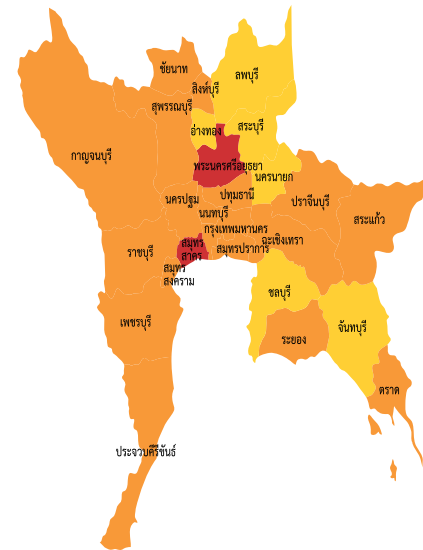 ชัยนาท
ลพบุรี
สิงห์บุรี
สุพรรณบุรี
อ่างทอง
สระบุรี
กาญจนบุรี
พระนครศรีอยุธยา
นครนายก
ปทุมธานี
นครปฐม
ปราจีนบุรี
นนทบุรี
สระแก้ว
กรุงเทพมหานคร
ฉะเชิงเทรา
สมุทร
สาคร
สมุทรปราการ
ราชบุรี
สมุทร
สงคราม
ชลบุรี
เพชรบุรี
จันทบุรี
ระยอง
ตราด
ประจวบคีรีขันธ์